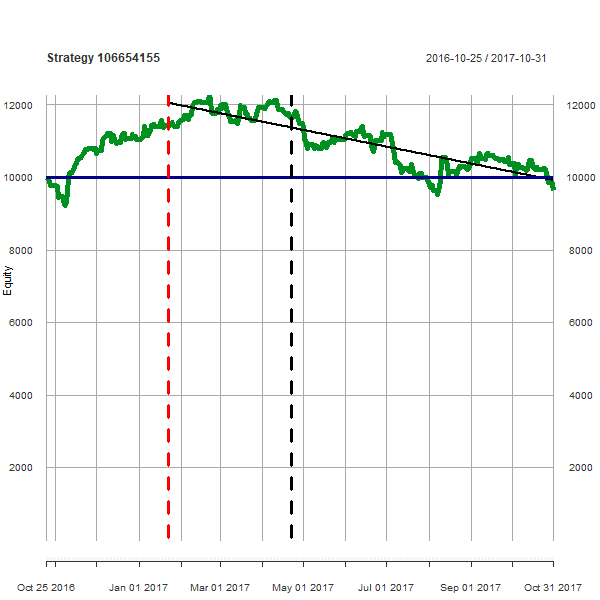 Strategy 106654155
2016-10-25 / 2017-10-31
12000
12000
10000
10000
8000
8000
Equity
6000
6000
4000
4000
2000
2000
Oct 25 2016
Jan 01 2017
Mar 01 2017
May 01 2017
Jul 01 2017
Sep 01 2017
Oct 31 2017